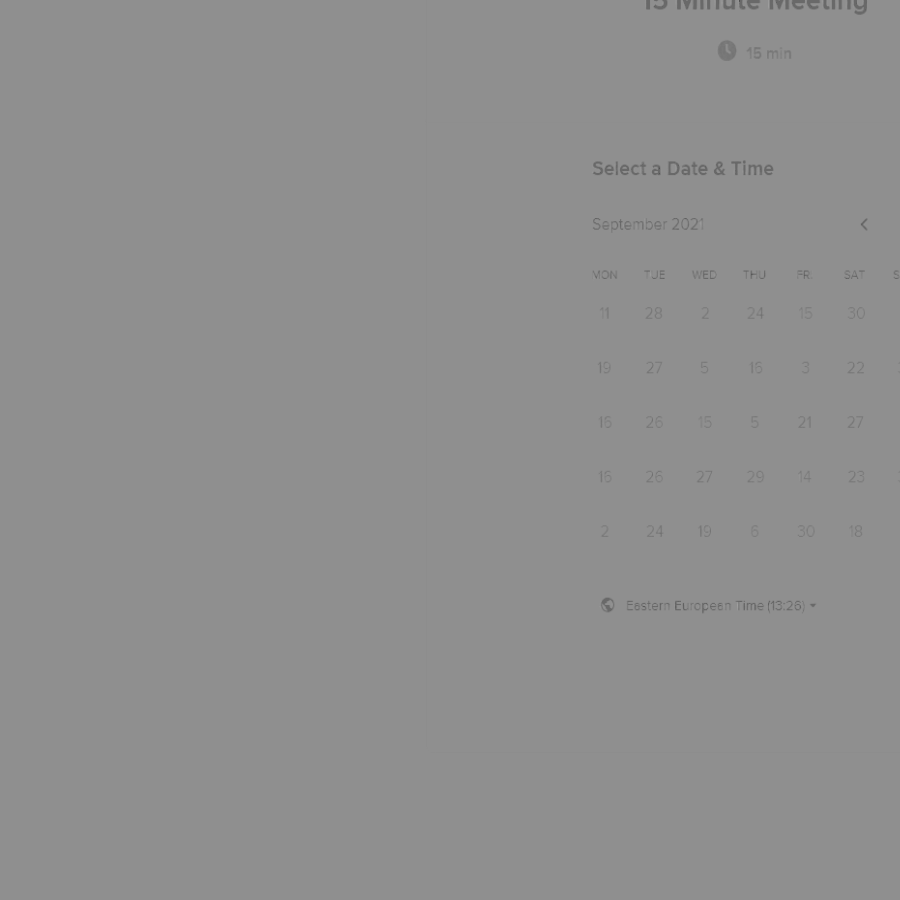 15 Minute Meeting
15 min
Select a Date & Time
September 2021
MON TUE WED THU FRI SAT S
11 28 2 24 15 30
19 27 5 16 3 22
16 26 15 5 21 27
15 26 27 29 14 23
2 24 19 6 30 18
Eastern European Time (13:26)